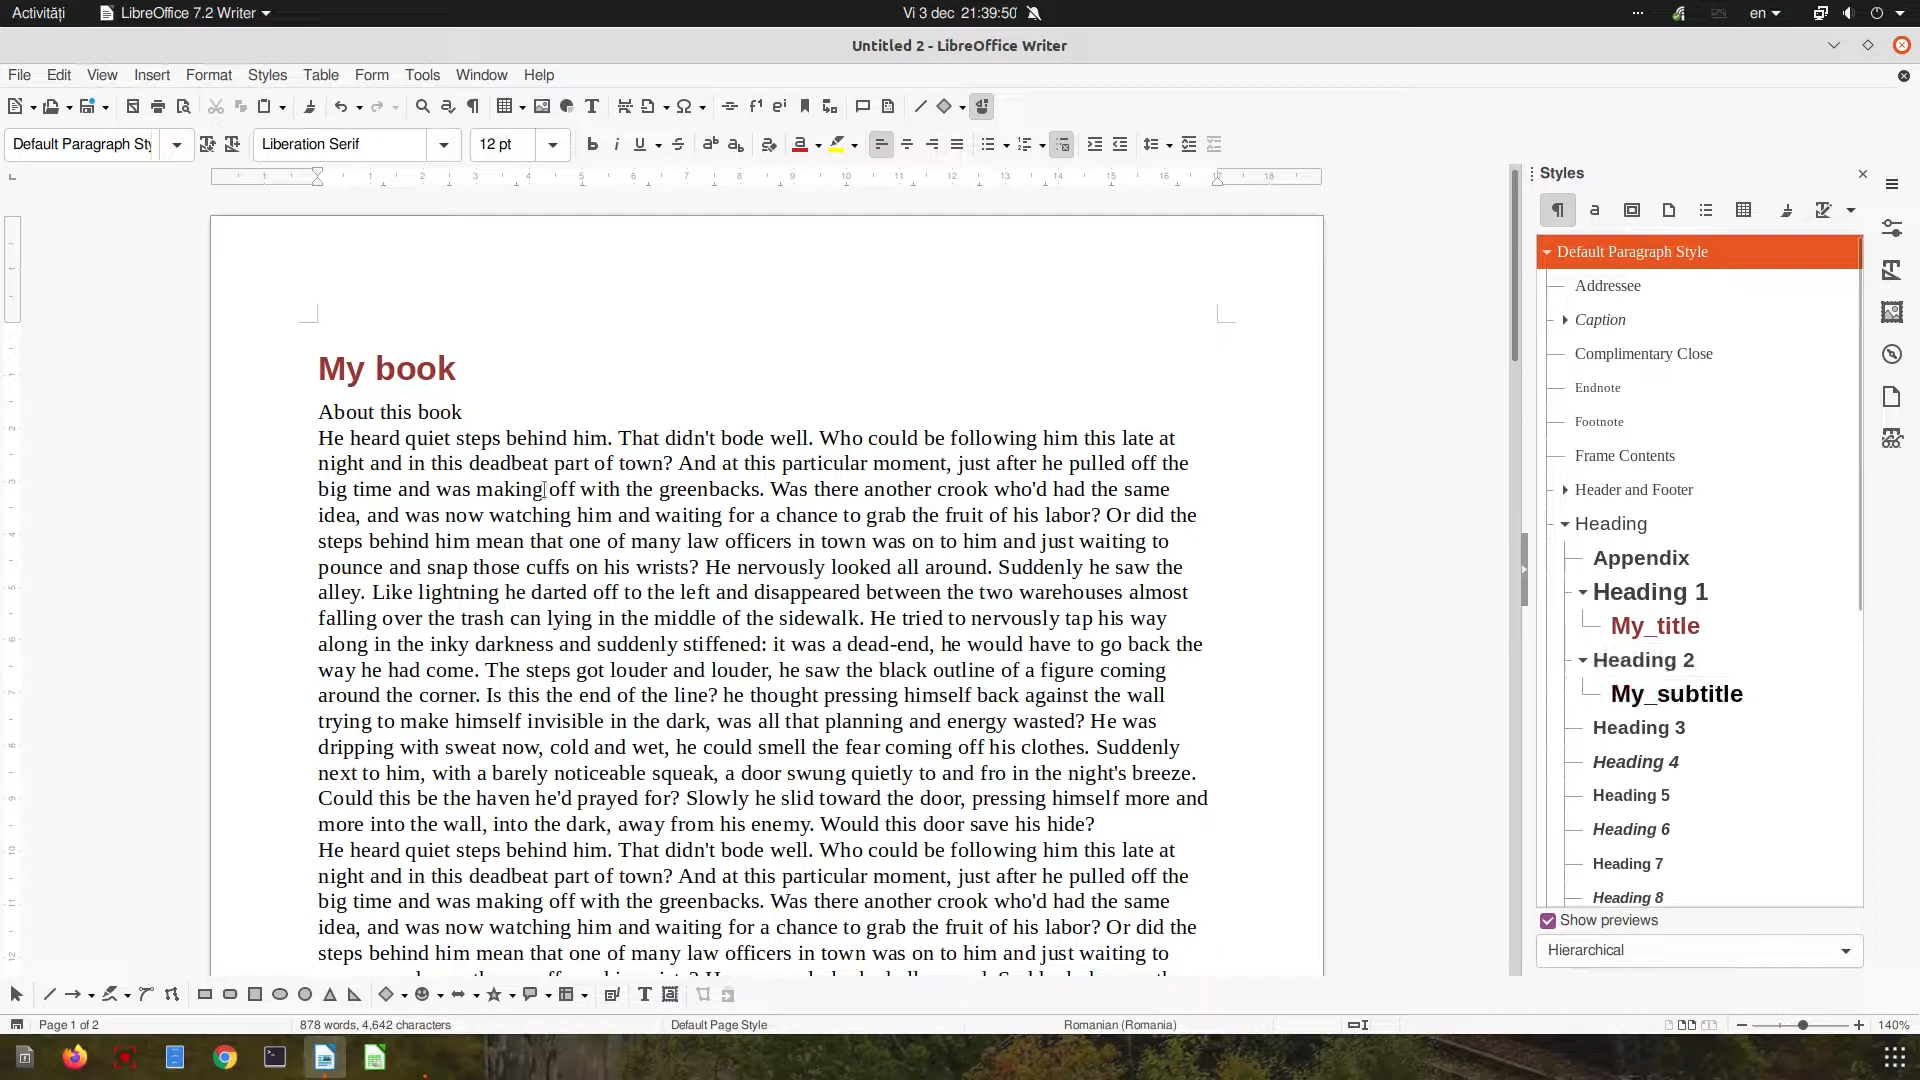 Activități
LibreOffice 7.2 Writer
Vi 3 dec 21:39:50
en
Untitled 2 - LibreOffice Writer
File Edit View Insert Format Styles Table Form Tools Window Help
Default Paragraph Sty
Liberation Serif
12 pt
1 1 2 3 4 5 6 7 8 9 10 11 12 13 14 15 16 17 18
Styles
Default Paragraph Style
Addressee
Caption
Complimentary Close
Endnote
Footnote
Frame Contents
Header and Footer
Heading
Appendix
Heading 1
My_title
Heading 2
My_subtitle
Heading 3
Heading 4
Heading 5
Heading 6
Heading 7
Heading 8
Show previews
Hierarchical
My book
About this book
He heard quiet steps behind him. That didn't bode well. Who could be following him this late at
night and in this deadbeat part of town? And at this particular moment, just after he pulled off the
big time and was making off with the greenbacks. Was there another crook who'd had the same
idea, and was now watching him and waiting for a chance to grab the fruit of his labor? Or did the
steps behind him mean that one of many law officers in town was on to him and just waiting to
pounce and snap those cuffs on his wrists? He nervously looked all around. Suddenly he saw the
alley. Like lightning he darted off to the left and disappeared between the two warehouses almost
falling over the trash can lying in the middle of the sidewalk. He tried to nervously tap his way
along in the inky darkness and suddenly stiffened: it was a dead-end, he would have to go back the
way he had come. The steps got louder and louder, he saw the black outline of a figure coming
around the corner. Is this the end of the line? he thought pressing himself back against the wall
trying to make himself invisible in the dark, was all that planning and energy wasted? He was
dripping with sweat now, cold and wet, he could smell the fear coming off his clothes. Suddenly
next to him, with a barely noticeable squeak, a door swung quietly to and fro in the night's breeze.
Could this be the haven he'd prayed for? Slowly he slid toward the door, pressing himself more and
more into the wall, into the dark, away from his enemy. Would this door save his hide?
He heard quiet steps behind him. That didn't bode well. Who could be following him this late at
night and in this deadbeat part of town? And at this particular moment, just after he pulled off the
big time and was making off with the greenbacks. Was there another crook who'd had the same
idea, and was now watching him and waiting for a chance to grab the fruit of his labor? Or did the
steps behind him mean that one of many law officers in town was on to him and just waiting to
Page 1 of 2
878 words, 4,642 characters
Default Page Style
Romanian (Romania)
140%